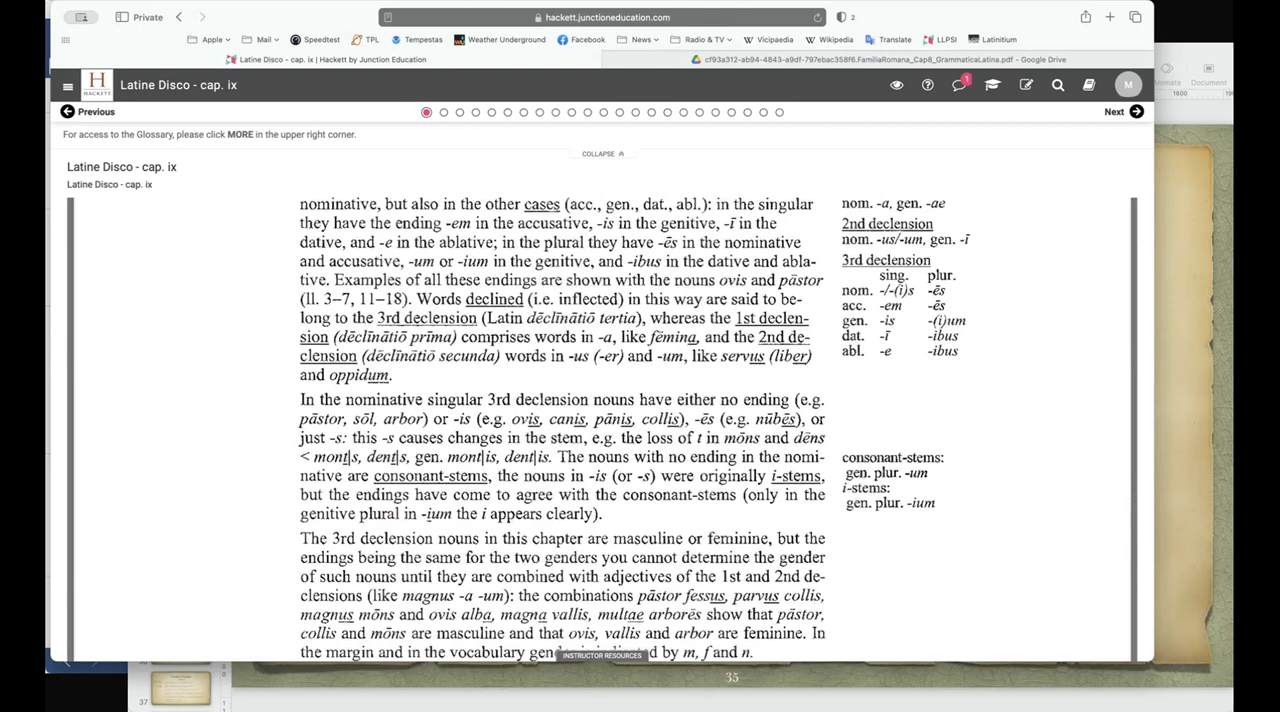 Private
hackett.junctioneducation.com
2
Apple
Mail
Speedtest
TPL
Tempestas
Weather Underground
Facebook
News
Radio & TV
Vicipaedia
Wikipedia
Translate
LLPSI
Latinitium
Latine Disco - cap. ix | Hackett by Junction Education
cf93a312-ab94-4843-a9df-797ebac358f6.FamiliaRomana_Cap8_GrammaticaLatina.pdf - Google Drive
H
HACKETT
Latine Disco - cap. ix
1
M
Previous
Next
For access to the Glossary, please click MORE in the upper right corner.
COLLAPSE
Latine Disco - cap. ix
Latine Disco - cap. ix
nominative, but also in the other cases (acc., gen., dat., abl.): in the singular
they have the ending -em in the accusative, -is in the genitive, -ī in the
dative, and -e in the ablative; in the plural they have -ēs in the nominative
and accusative, -um or -ium in the genitive, and -ibus in the dative and abla-
tive. Examples of all these endings are shown with the nouns ovis and pāstor
(ll. 3–7, 11–18). Words declined (i.e. inflected) in this way are said to be-
long to the 3rd declension (Latin dēclīnātiō tertia), whereas the 1st declen-
sion (dēclīnātiō prīma) comprises words in -a, like fēmina, and the 2nd de-
clension (dēclīnātiō secunda) words in -us (-er) and -um, like servus (liber)
and oppidum.
In the nominative singular 3rd declension nouns have either no ending (e.g.
pāstor, sōl, arbor) or -is (e.g. ovis, canis, pānis, collis), -ēs (e.g. nūbēs), or
just -s: this -s causes changes in the stem, e.g. the loss of t in mōns and dēns
< mont|s, dent|s, gen. mont|is, dent|is. The nouns with no ending in the nomi-
native are consonant-stems, the nouns in -is (or -s) were originally i-stems,
but the endings have come to agree with the consonant-stems (only in the
genitive plural in -ium the i appears clearly).
The 3rd declension nouns in this chapter are masculine or feminine, but the
endings being the same for the two genders you cannot determine the gender
of such nouns until they are combined with adjectives of the 1st and 2nd de-
clensions (like magnus -a -um): the combinations pāstor fessus, parvus collis,
magnus mōns and ovis alba, magna vallis, multae arborēs show that pāstor,
collis and mōns are masculine and that ovis, vallis and arbor are feminine. In
the margin and in the vocabulary by m, f and n.
nom. -a, gen. -ae
2nd declension
nom. -us/-um, gen. -ī
3rd declension
sing. plur.
nom. -/-(i)s -ēs
acc. -em -ēs
gen. -is -(i)um
dat. -ī -ibus
abl. -e -ibus
consonant-stems:
gen. plur. -um
i-stems:
gen. plur. -ium
INSTRUCTOR RESOURCES
Document
1800
37
35